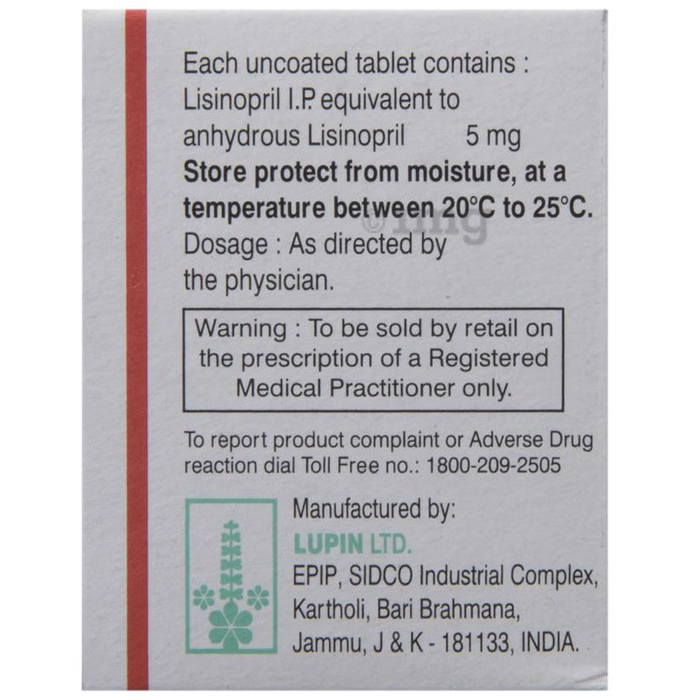 Each uncoated tablet contains :
Lisinopril I.P. equivalent to
anhydrous Lisinopril 5 mg
Store protect from moisture, at a
temperature between 20°C to 25°C.
© 1mg
Dosage : As directed by
the physician.
Warning : To be sold by retail on
the prescription of a Registered
Medical Practitioner only.
To report product complaint or Adverse Drug
reaction dial Toll Free no.: 1800-209-2505
Manufactured by:
LUPIN LTD.
EPIP, SIDCO Industrial Complex,
Kartholi, Bari Brahmana,
Jammu, J & K - 181133, INDIA.